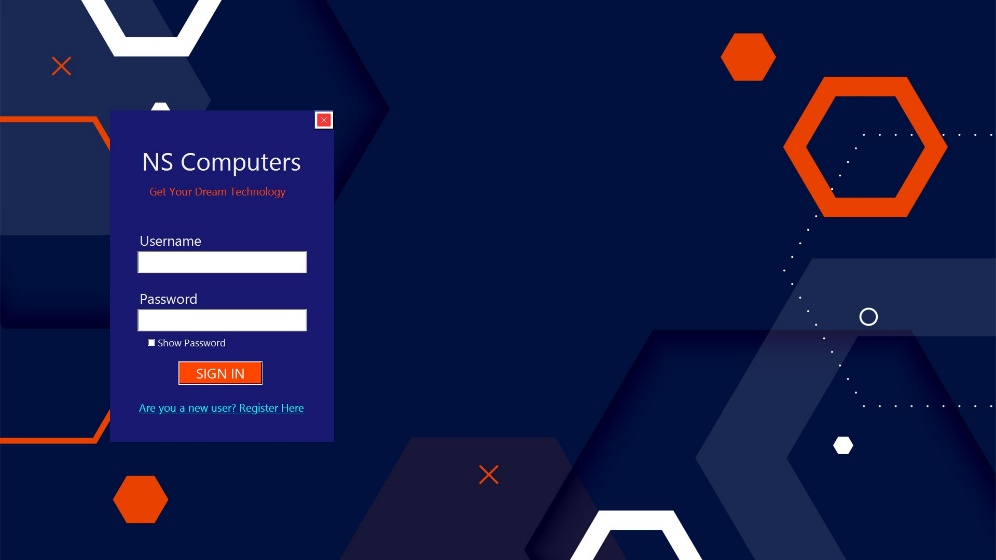 NS Computers
Get Your Dream Technology
Username
Password
Show Password
SIGN IN
Are you a new user? Register Here